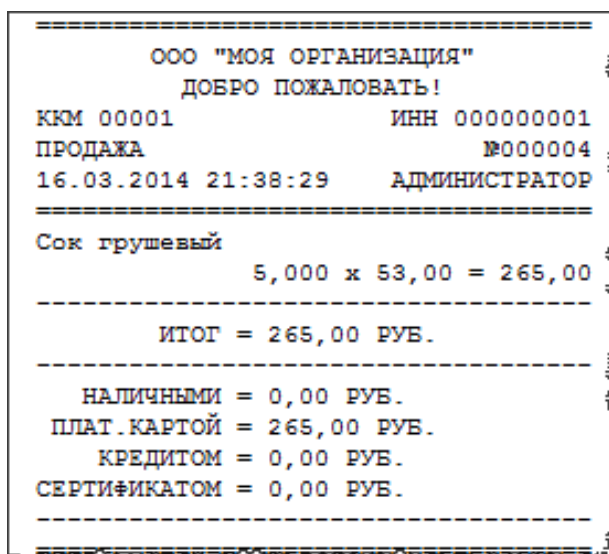 ====================================
ООО "МОЯ ОРГАНИЗАЦИЯ"
ДОБРО ПОЖАЛОВАТЬ!
ККМ 00001 ИНН 000000001
ПРОДАЖА №000004
16.03.2014 21:38:29 АДМИНИСТРАТОР
====================================
Сок грушевый
5,000 x 53,00 = 265,00
------------------------------------
ИТОГ = 265,00 РУБ.
------------------------------------
НАЛИЧНЫМИ = 0,00 РУБ.
ПЛАТ.КАРТОЙ = 265,00 РУБ.
КРЕДИТОМ = 0,00 РУБ.
СЕРТИФИКАТОМ = 0,00 РУБ.
------------------------------------
====================================